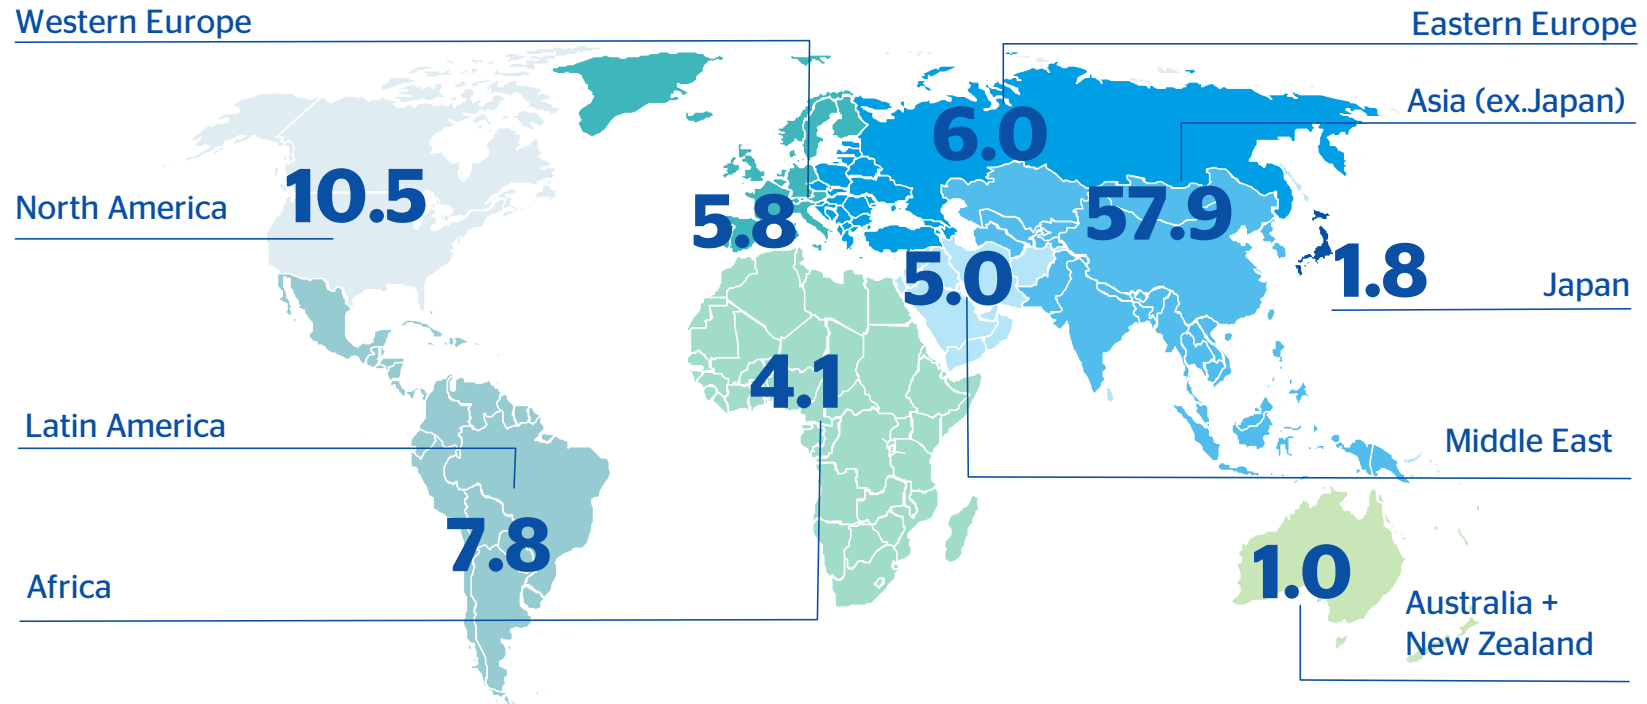 Western Europe
Eastern Europe
Asia (ex.Japan)
6.0
North America
10.5
5.8
57.9
5.0
1.8
Japan
4.1
Latin America
Middle East
7.8
1.0
Africa
Australia +
New Zealand